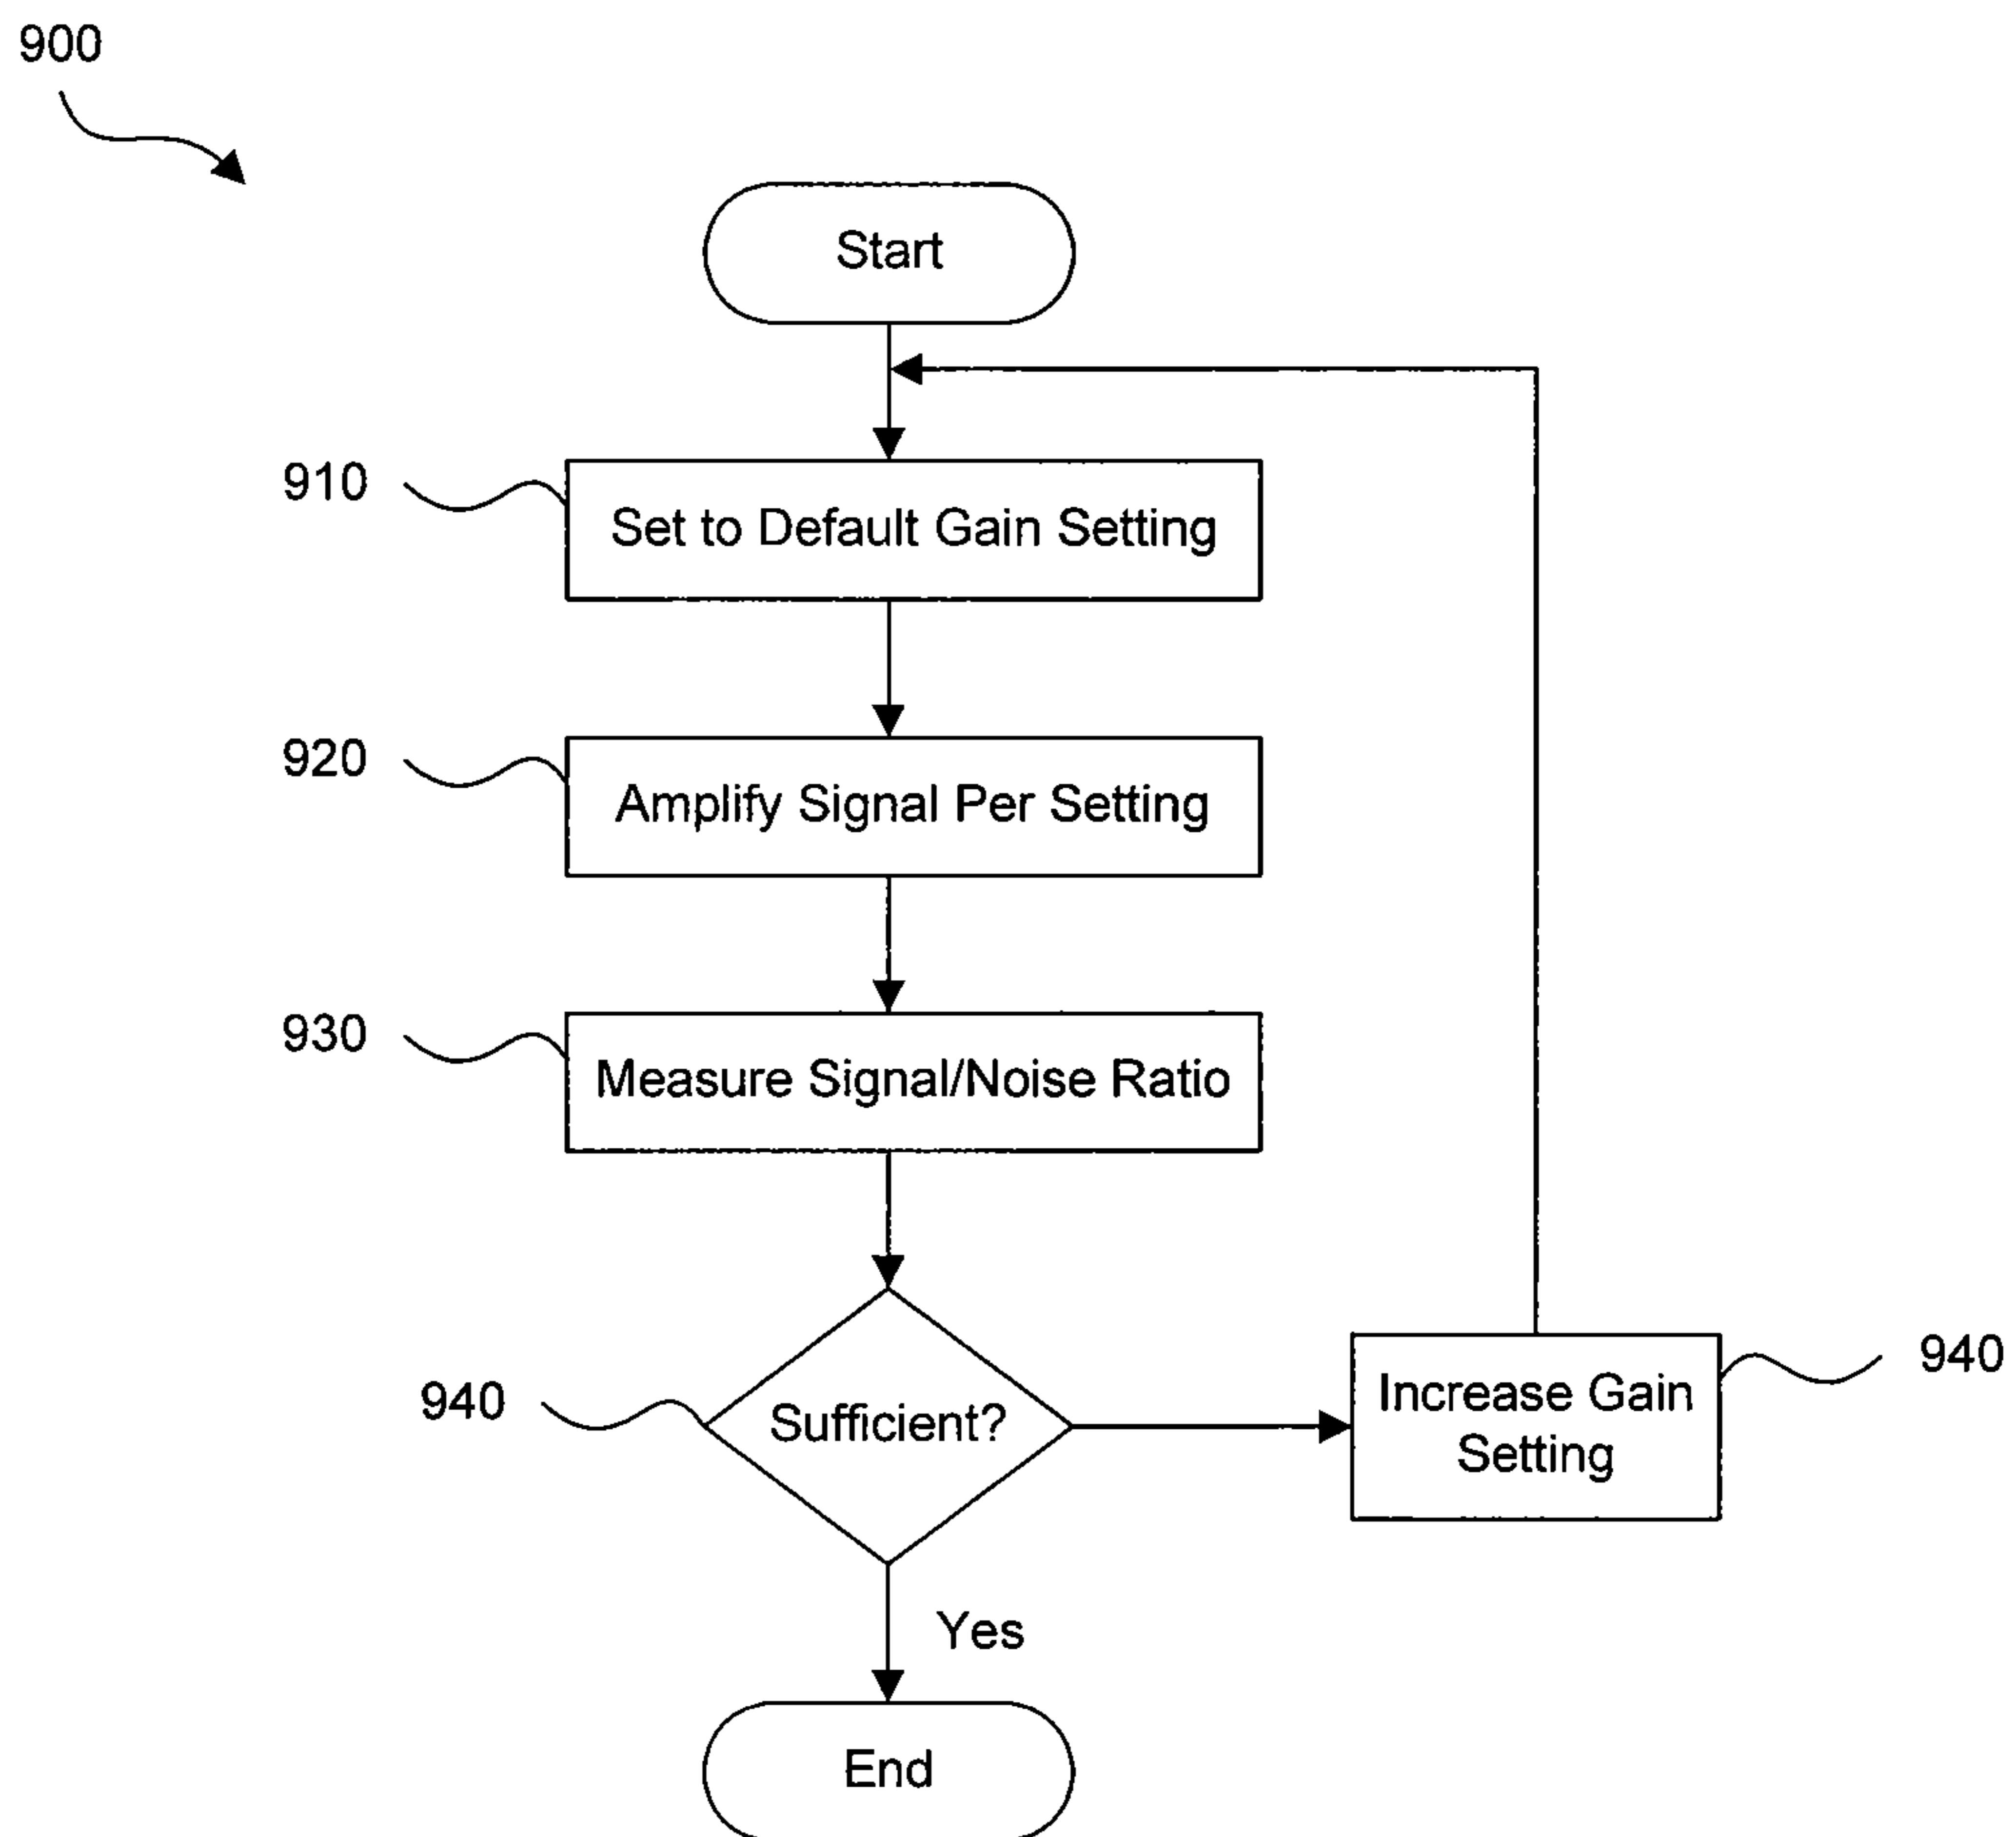 900
Start
910
Set to Default Gain Setting
920
Amplify Signal Per Setting
930
Measure Signal/Noise Ratio
940
Sufficient?
Increase Gain
Setting
940
Yes
End